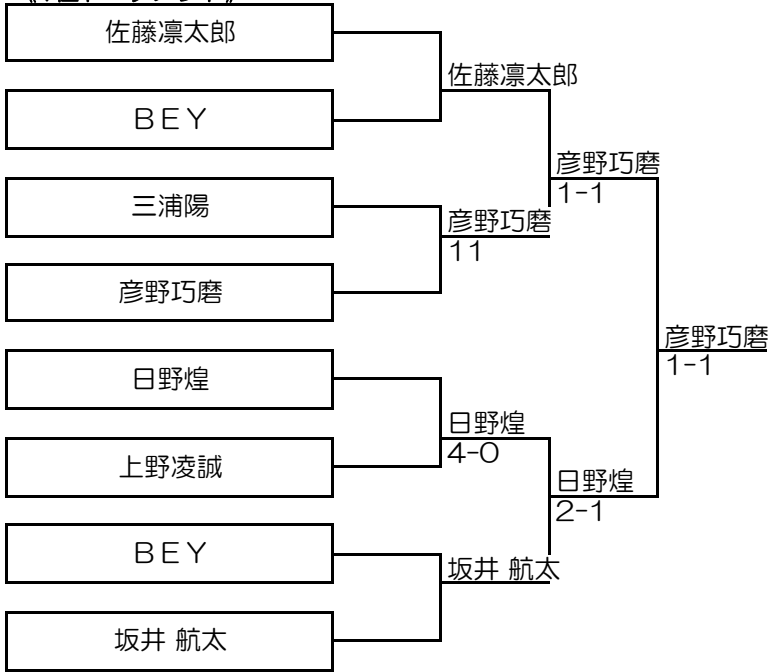 佐藤凛太郎
佐藤凛太郎
BEY
彦野巧磨
1-1
三浦陽
彦野巧磨
11
彦野巧磨
彦野巧磨
1-1
日野煌
日野煌
4-0
上野凌誠
日野煌
2-1
BEY
坂井 航太
坂井 航太